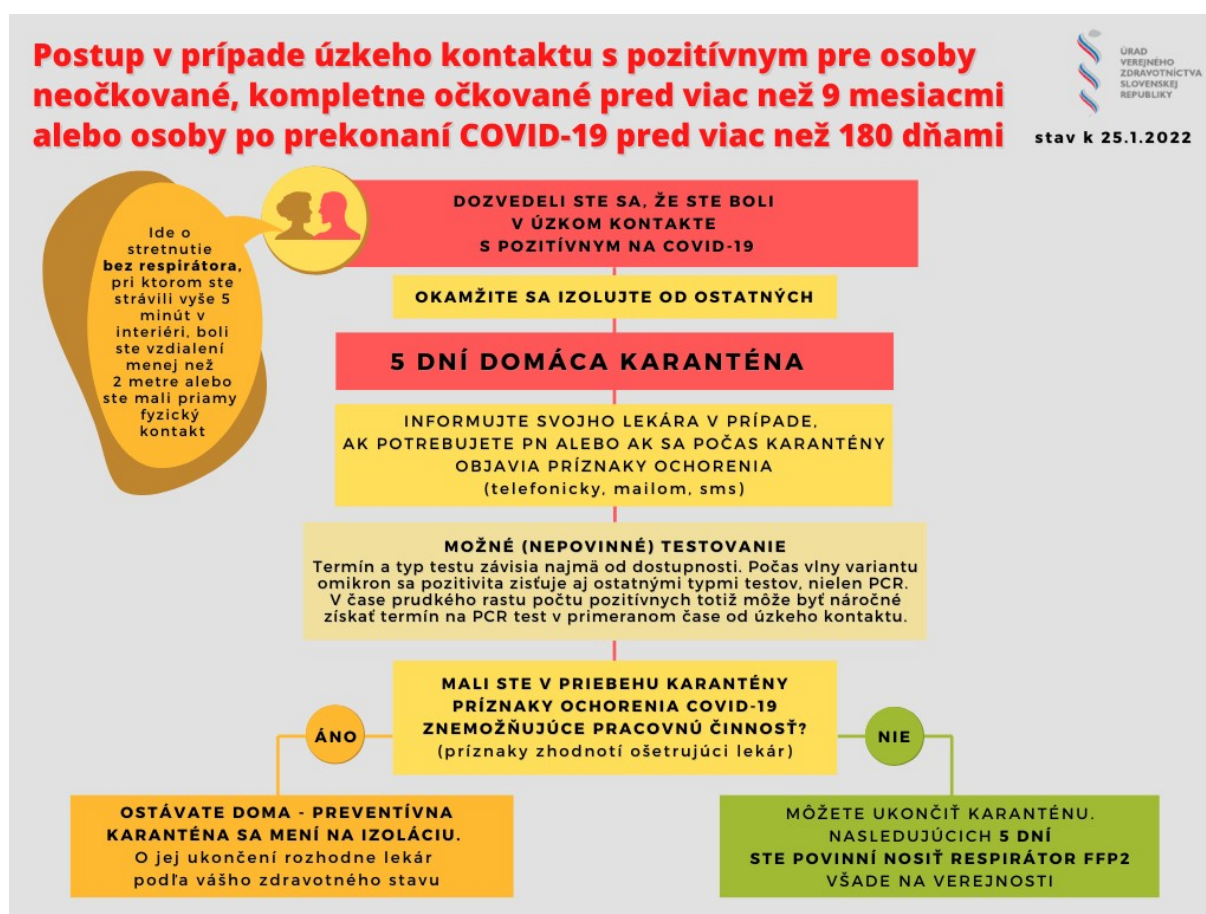 Postup v prípade úzkeho kontaktu s pozitívnym pre osoby
neočkované, kompletne očkované pred viac než 9 mesiacmi
alebo osoby po prekonaní COVID-19 pred viac než 180 dňami
ÚRAD
VEREJNÉHO
ZDRAVOTNÍCTVA
SLOVENSKEJ
REPUBLIKY
stav k 25.1.2022
Ide o
stretnutie
bez respirátora,
pri ktorom ste
strávili vyše 5
minút v
interiéri, boli
ste vzdialení
menej než
2 metre alebo
ste mali priamy
fyzický
kontakt
DOZVEDELI STE SA, ŽE STE BOLI
V ÚZKOM KONTAKTE
S POZITÍVNYM NA COVID-19
OKAMŽITE SA IZOLUJTE OD OSTATNÝCH
5 DNÍ DOMÁCA KARANTÉNA
INFORMUJTE SVOJHO LEKÁRA V PRÍPADE,
AK POTREBUJETE PN ALEBO AK SA POČAS KARANTÉNY
OBJAVIA PRÍZNAKY OCHORENIA
(telefonicky, mailom, sms)
MOŽNÉ (NEPOVINNÉ) TESTOVANIE
Termín a typ testu závisia najmä od dostupnosti. Počas vlny variantu
omikron sa pozitivita zisťuje aj ostatnými typmi testov, nielen PCR.
V čase prudkého rastu počtu pozitívnych totiž môže byť náročné
získať termín na PCR test v primeranom čase od úzkeho kontaktu.
MALI STE V PRIEBEHU KARANTÉNY
PRÍZNAKY OCHORENIA COVID-19
ZNEMOŽŇUJÚCE PRACOVNÚ ČINNOSŤ?
(príznaky zhodnotí ošetrujúci lekár)
ÁNO
NIE
OSTÁVATE DOMA - PREVENTÍVNA
KARANTÉNA SA MENÍ NA IZOLÁCIU.
O jej ukončení rozhodne lekár
podľa vášho zdravotného stavu
MÔŽETE UKONČIŤ KARANTÉNU.
NASLEDUJÚCICH 5 DNÍ
STE POVINNÍ NOSIŤ RESPIRÁTOR FFP2
VŠADE NA VEREJNOSTI